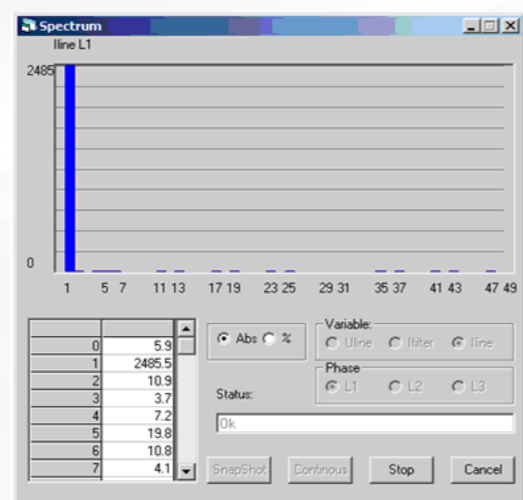 Spectrum
Iline L1
2485
0
1 5 7 11 13 17 19 23 25 29 31 35 37 41 43 47 49
0 5.9
1 2485.5
2 10.9
3 3.7
4 7.2
5 19.8
6 10.8
7 4.1
Abs %
Variable:
Uline Ifilter Iline
Phase
L1 L2 L3
Status:
Ok
SnapShot Continous Stop Cancel